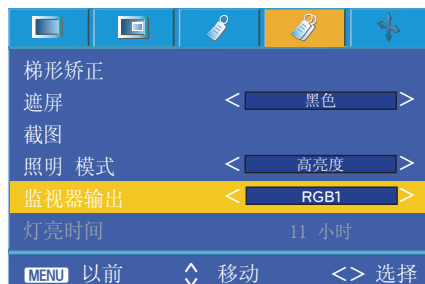 梯形矫正
遮屏 < 黑色 >
截图
照明 模式 < 高亮度 >
监视器输出 < RGB1 >
灯亮时间 11 小时
MENU 以前 移动 <> 选择